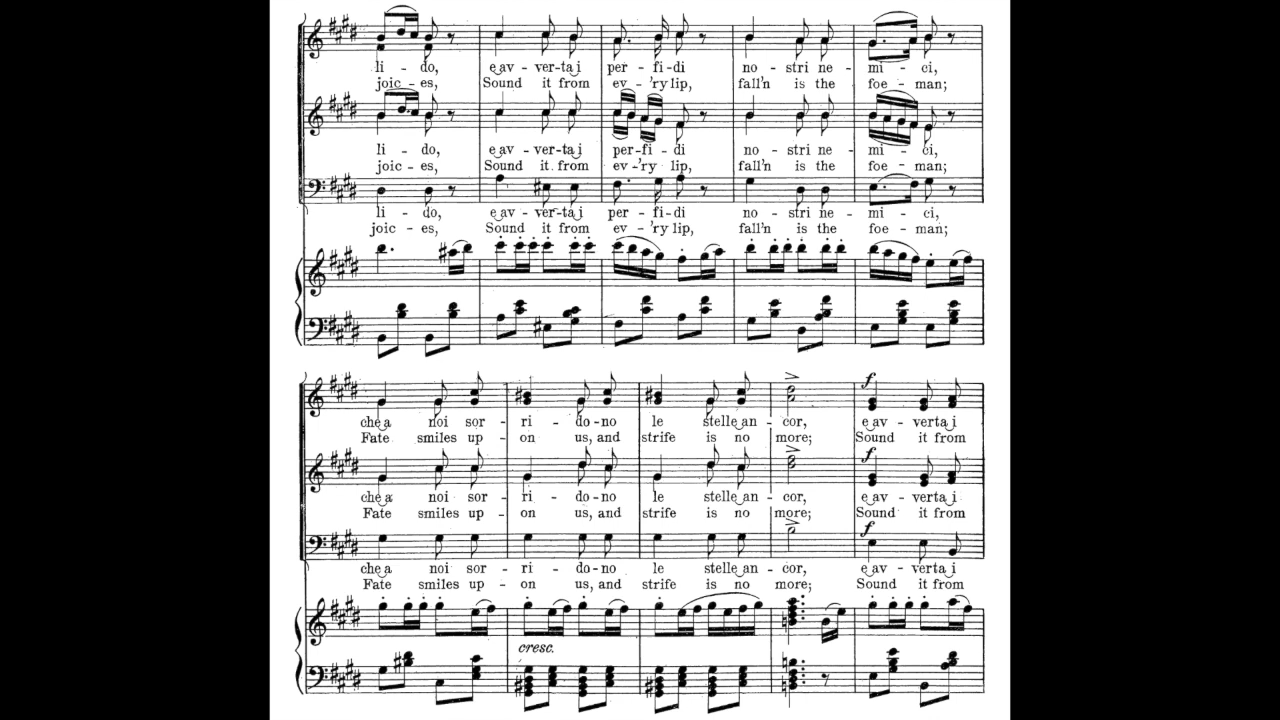 li - do, e av - ver - ta i per - fi - di no - stri ne - mi - ci,
joic - es, Sound it from ev - 'ry lip, fall'n is the foe - man;
li - do, e av - ver - ta i per - fi - di no - stri ne - mi - ci,
joic - es, Sound it from ev - 'ry lip, fall'n is the foe - man;
li - do, e av - ver - ta i per - fi - di no - stri ne - mi - ci,
joic - es, Sound it from ev - 'ry lip, fall'n is the foe - man;
f
che a noi sor - ri - do - no le stelle an - cor, e av - verta i
Fate smiles up - on us, and strife is no more; Sound it from
f
che a noi sor - ri - do - no le stelle an - cor, e av - verta i
Fate smiles up - on us, and strife is no more; Sound it from
f
che a noi sor - ri - do - no le stelle an - cor, e av - verta i
Fate smiles up - on us, and strife is no more; Sound it from
cresc.